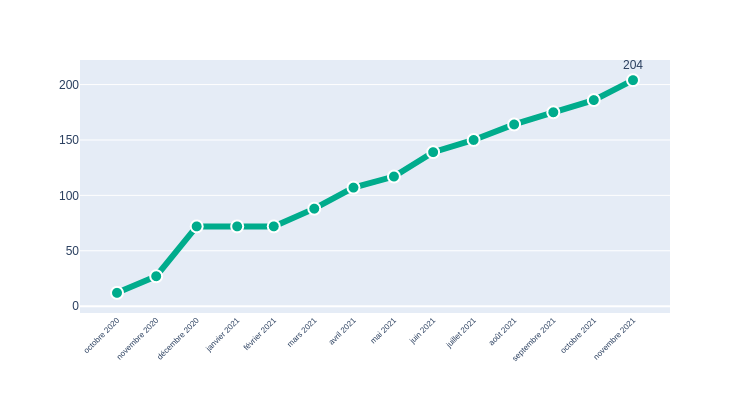 204
200
150
100
50
0
octobre 2020
novembre 2020
décembre 2020
janvier 2021
février 2021
mars 2021
avril 2021
mai 2021
juin 2021
juillet 2021
août 2021
septembre 2021
octobre 2021
novembre 2021